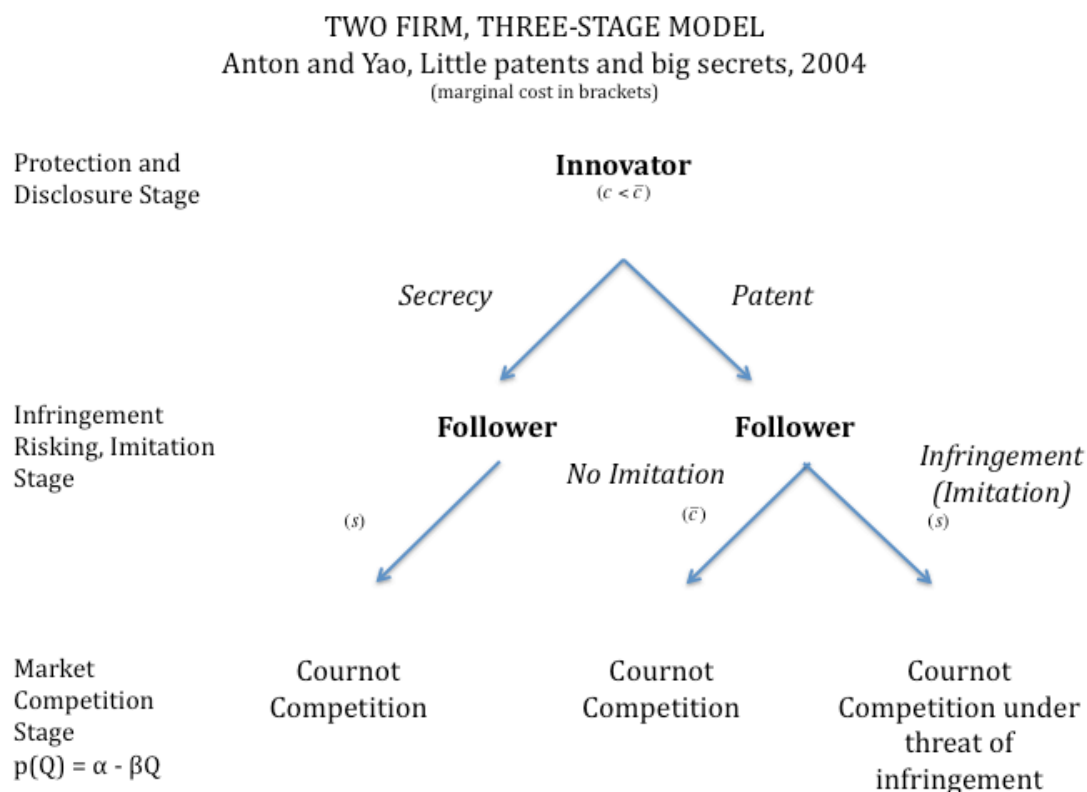 TWO FIRM, THREE-STAGE MODEL
Anton and Yao, Little patents and big secrets, 2004
(marginal cost in brackets)
Protection and
Disclosure Stage
Innovator
(c < c̄)
Secrecy
Patent
Infringement
Risking, Imitation
Stage
Follower
Follower
No Imitation
Infringement
(Imitation)
(s)
(c̄)
(s)
Market
Competition
Stage
p(Q) = α - βQ
Cournot
Competition
Cournot
Competition
Cournot
Competition under
threat of
infringement